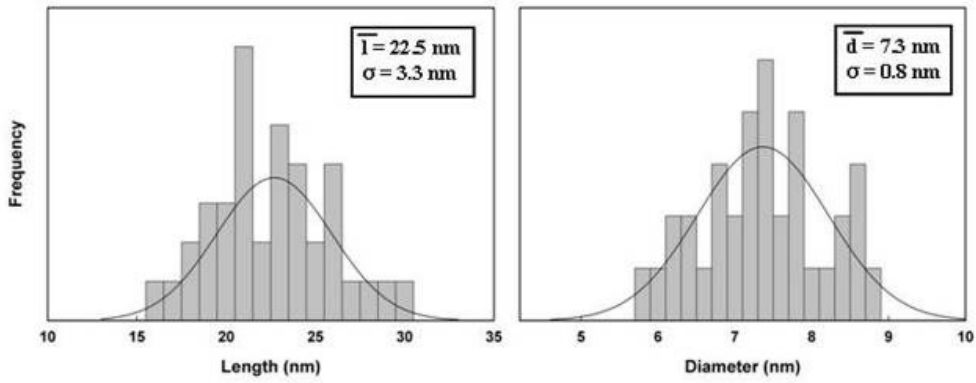 l̅ = 22.5 nm
σ = 3.3 nm
d̅ = 7.3 nm
σ = 0.8 nm
Frequency
10 15 20 25 30 35
5 6 7 8 9 10
Length (nm)
Diameter (nm)